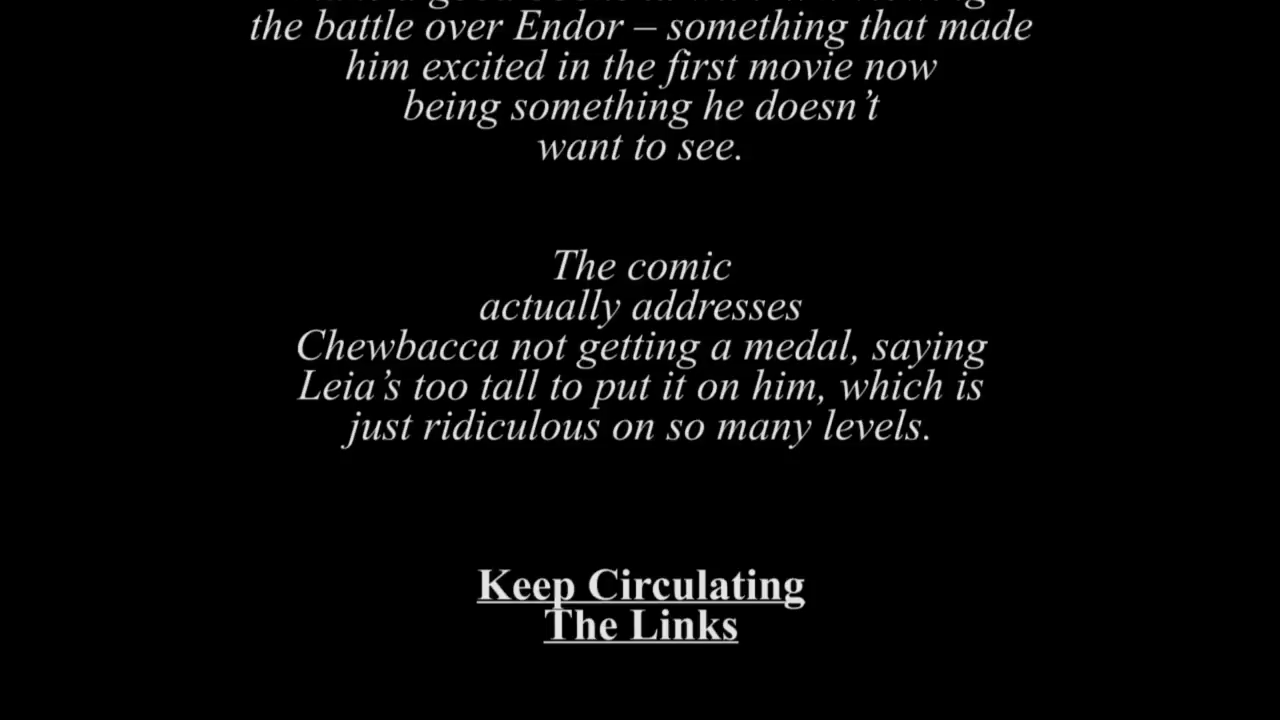 the battle over Endor – something that made
him excited in the first movie now
being something he doesn’t
want to see.
The comic
actually addresses
Chewbacca not getting a medal, saying
Leia’s too tall to put it on him, which is
just ridiculous on so many levels.
Keep Circulating
The Links